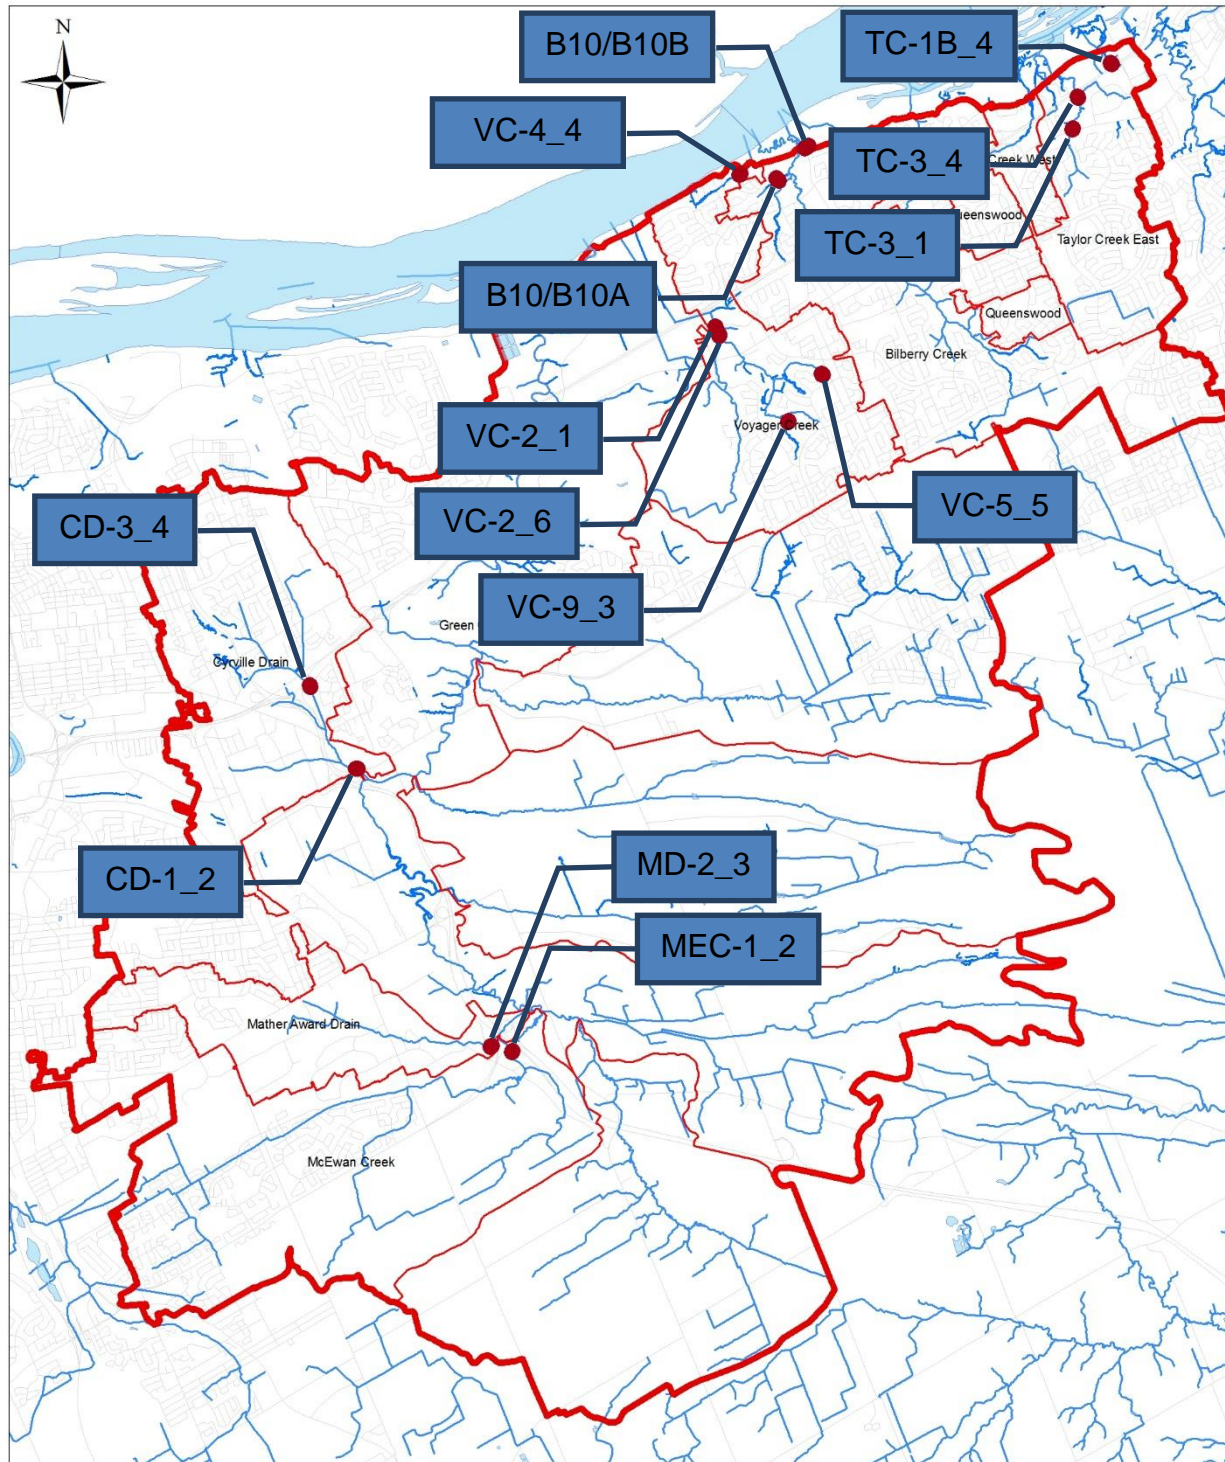 N
B10/B10B
TC-1B_4
VC-4_4
TC-3_4
Creek West
Queenswood
TC-3_1
Taylor Creek East
B10/B10A
Queenswood
Bilberry Creek
VC-2_1
Voyager Creek
VC-5_5
CD-3_4
VC-2_6
VC-9_3
Green
Cyrville Drain
CD-1_2
MD-2_3
MEC-1_2
Mather Award Drain
McEwan Creek